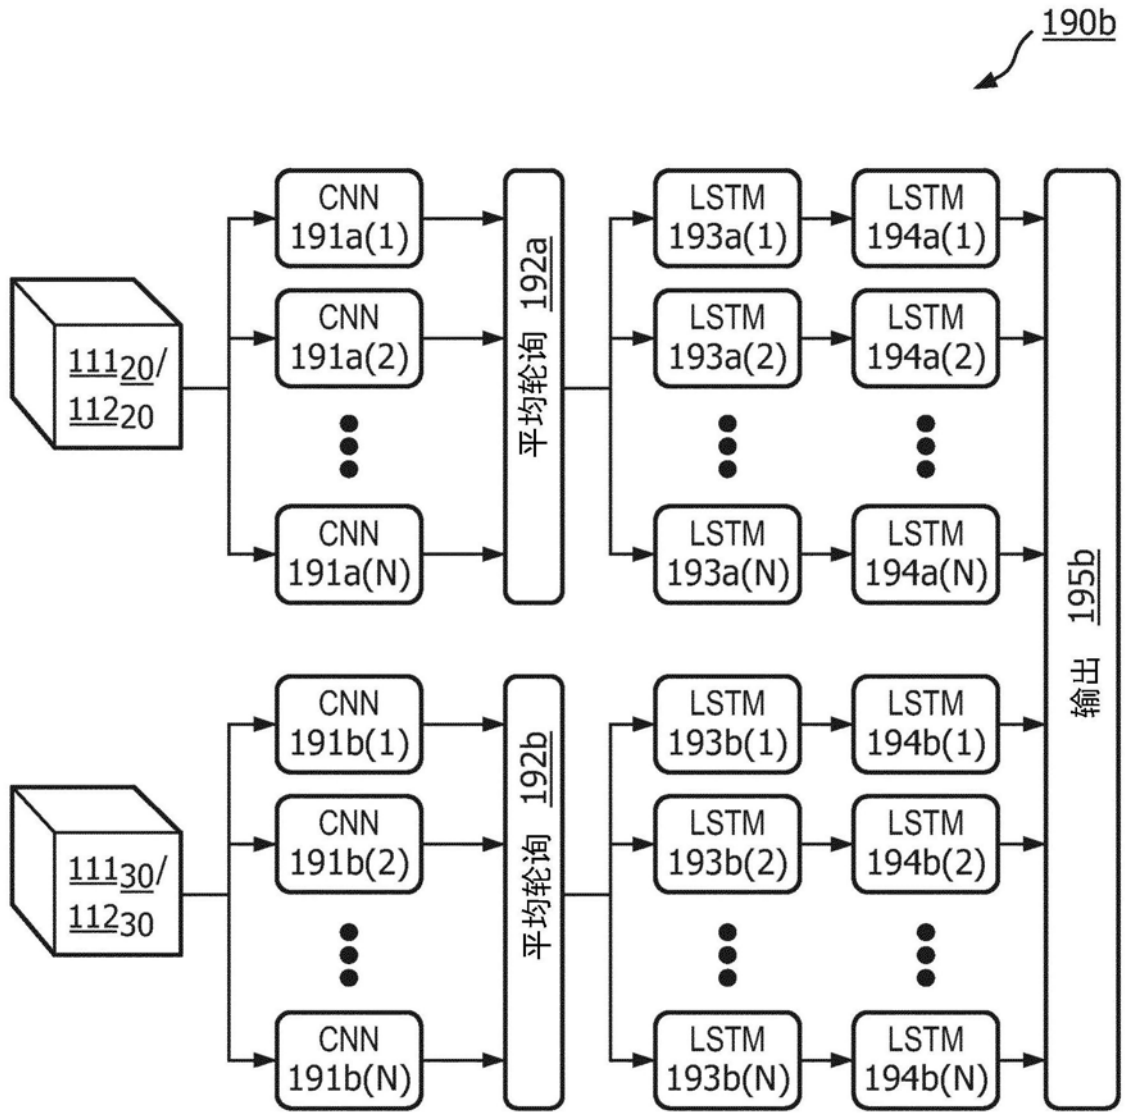 190b
CNN
191a(1)
CNN
191a(2)
CNN
191a(N)
111₂₀/
112₂₀
平均轮询 192a
LSTM
193a(1)
LSTM
194a(1)
LSTM
193a(2)
LSTM
194a(2)
LSTM
193a(N)
LSTM
194a(N)
CNN
191b(1)
CNN
191b(2)
CNN
191b(N)
111₃₀/
112₃₀
平均轮询 192b
LSTM
193b(1)
LSTM
194b(1)
LSTM
193b(2)
LSTM
194b(2)
LSTM
193b(N)
LSTM
194b(N)
输出 195b